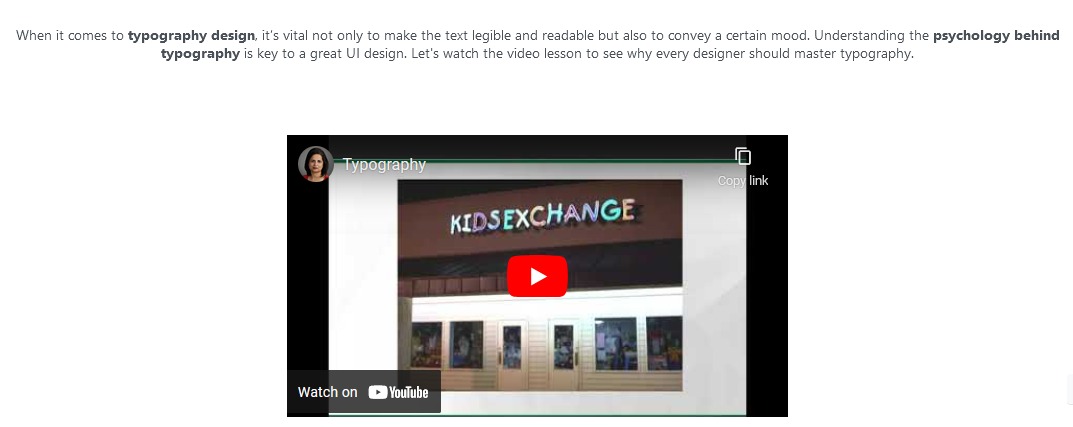 When it comes to typography design, it's vital not only to make the text legible and readable but also to convey a certain mood. Understanding the psychology behind
typography is key to a great UI design. Let's watch the video lesson to see why every designer should master typography.
Typography
Copy link
KIDSEXCHANGE
Watch on YouTube